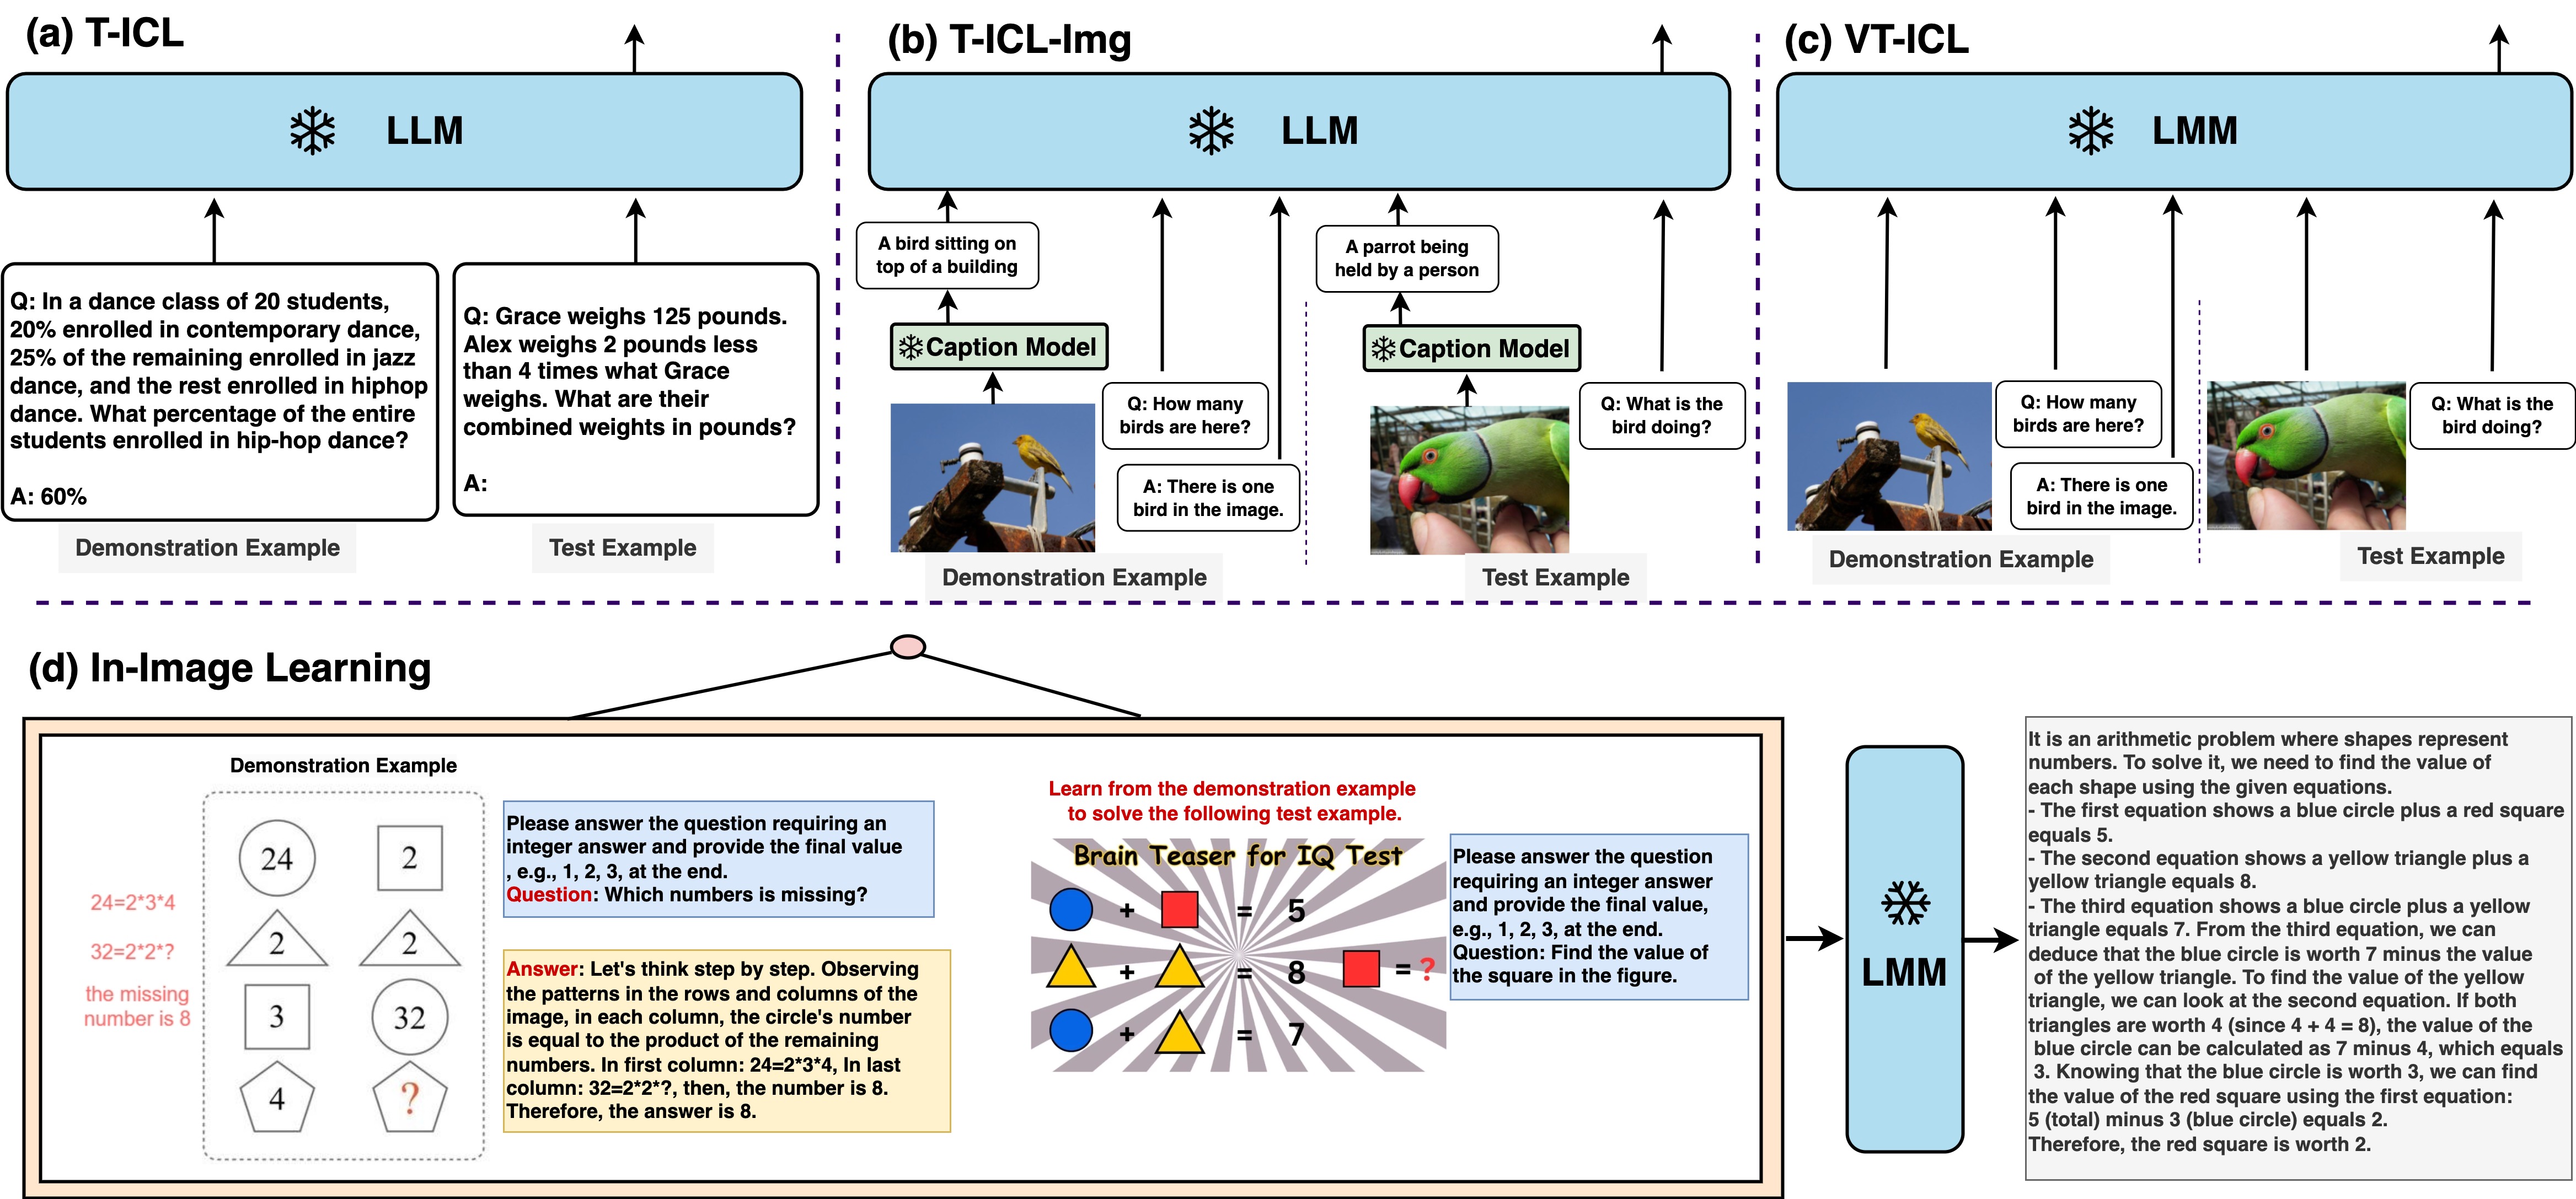 (a) T-ICL
LLM
Q: In a dance class of 20 students,
20% enrolled in contemporary dance,
25% of the remaining enrolled in jazz
dance, and the rest enrolled in hiphop
dance. What percentage of the entire
students enrolled in hip-hop dance?
A: 60%
Demonstration Example
Q: Grace weighs 125 pounds.
Alex weighs 2 pounds less
than 4 times what Grace
weighs. What are their
combined weights in pounds?
A:
Test Example
(b) T-ICL-Img
LLM
A bird sitting on
top of a building
Caption Model
Q: How many
birds are here?
A: There is one
bird in the image.
Demonstration Example
A parrot being
held by a person
Caption Model
Q: What is the
bird doing?
Test Example
(c) VT-ICL
LMM
Q: How many
birds are here?
A: There is one
bird in the image.
Demonstration Example
Q: What is the
bird doing?
Test Example
(d) In-Image Learning
Demonstration Example
24=2*3*4
32=2*2*?
the missing
number is 8
24 2
2 2
3 32
4 ?
Please answer the question requiring an
integer answer and provide the final value
, e.g., 1, 2, 3, at the end.
Question: Which numbers is missing?
Answer: Let's think step by step. Observing
the patterns in the rows and columns of the
image, in each column, the circle's number
is equal to the product of the remaining
numbers. In first column: 24=2*3*4, In last
column: 32=2*2*?, then, the number is 8.
Therefore, the answer is 8.
Learn from the demonstration example
to solve the following test example.
Brain Teaser for IQ Test
+ = 5
+ = 8 = ?
+ = 7
Please answer the question
requiring an integer answer
and provide the final value,
e.g., 1, 2, 3, at the end.
Question: Find the value of
the square in the figure.
LMM
It is an arithmetic problem where shapes represent
numbers. To solve it, we need to find the value of
each shape using the given equations.
- The first equation shows a blue circle plus a red square
equals 5.
- The second equation shows a yellow triangle plus a
yellow triangle equals 8.
- The third equation shows a blue circle plus a yellow
triangle equals 7. From the third equation, we can
deduce that the blue circle is worth 7 minus the value
of the yellow triangle. To find the value of the yellow
triangle, we can look at the second equation. If both
triangles are worth 4 (since 4 + 4 = 8), the value of the
blue circle can be calculated as 7 minus 4, which equals
3. Knowing that the blue circle is worth 3, we can find
the value of the red square using the first equation:
5 (total) minus 3 (blue circle) equals 2.
Therefore, the red square is worth 2.